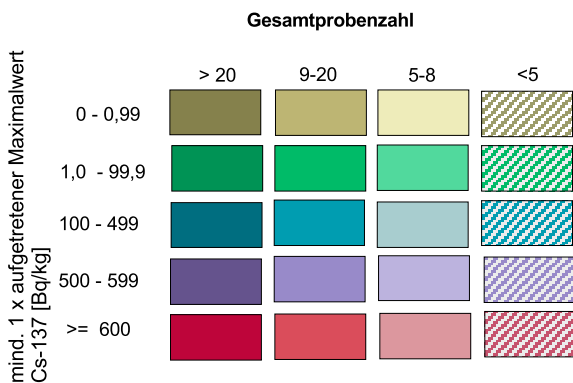 Gesamtprobenzahl
> 20 9-20 5-8 <5
mind. 1 x aufgetretener Maximalwert
Cs-137 [Bq/kg]
0 - 0,99
1,0 - 99,9
100 - 499
500 - 599
>= 600